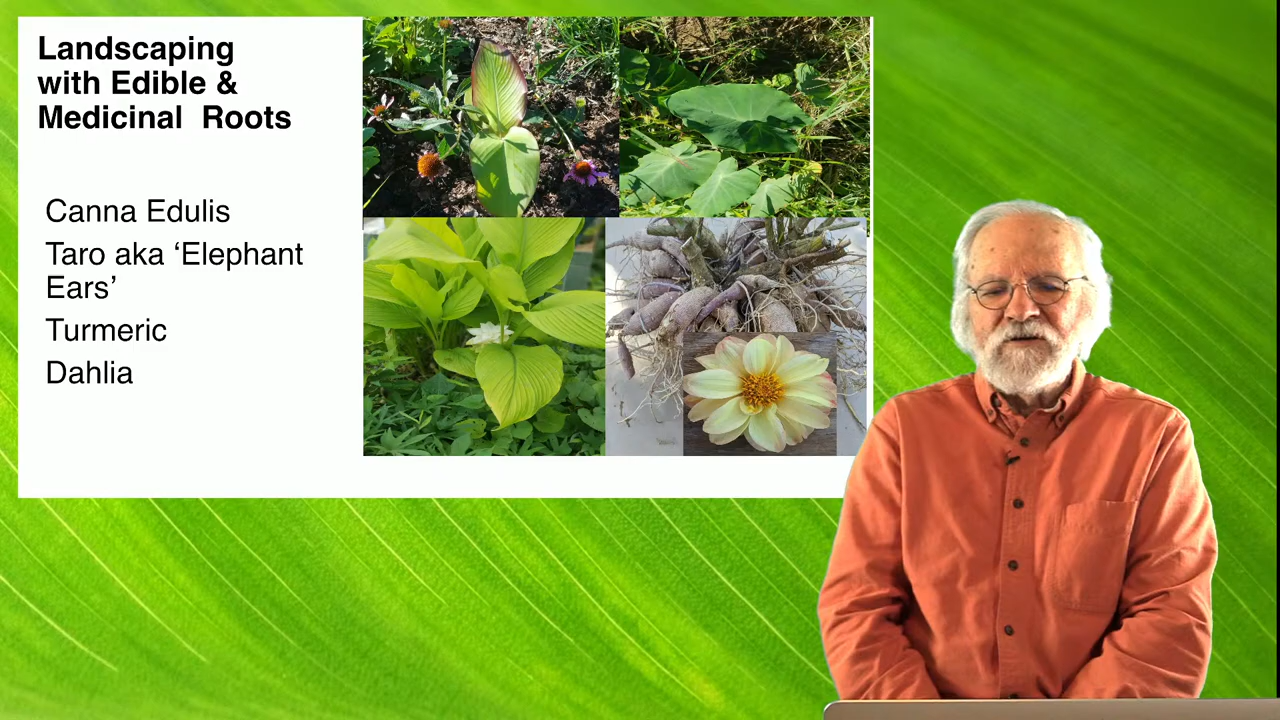 Landscaping
with Edible &
Medicinal Roots
Canna Edulis
Taro aka ‘Elephant
Ears’
Turmeric
Dahlia